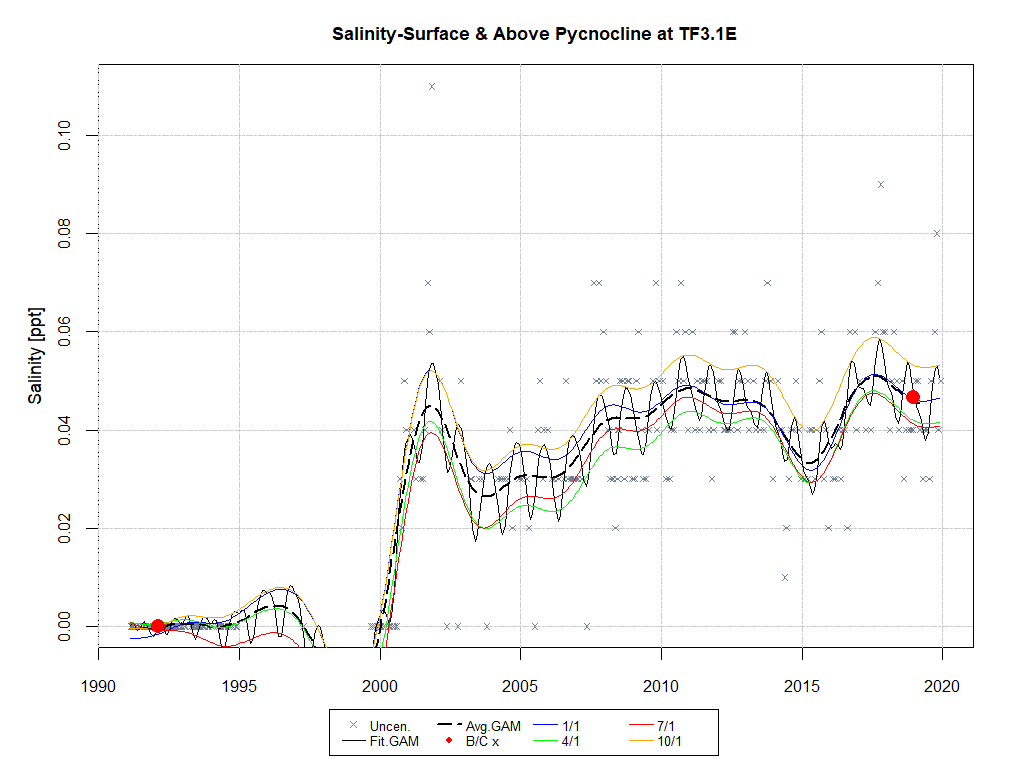 Salinity-Surface & Above Pycnocline at TF3.1E
Salinity [ppt]
0.10
0.08
0.06
0.04
0.02
0.00
1990 1995 2000 2005 2010 2015 2020
Uncen. Avg.GAM 1/1 7/1
Fit.GAM B/C x 4/1 10/1